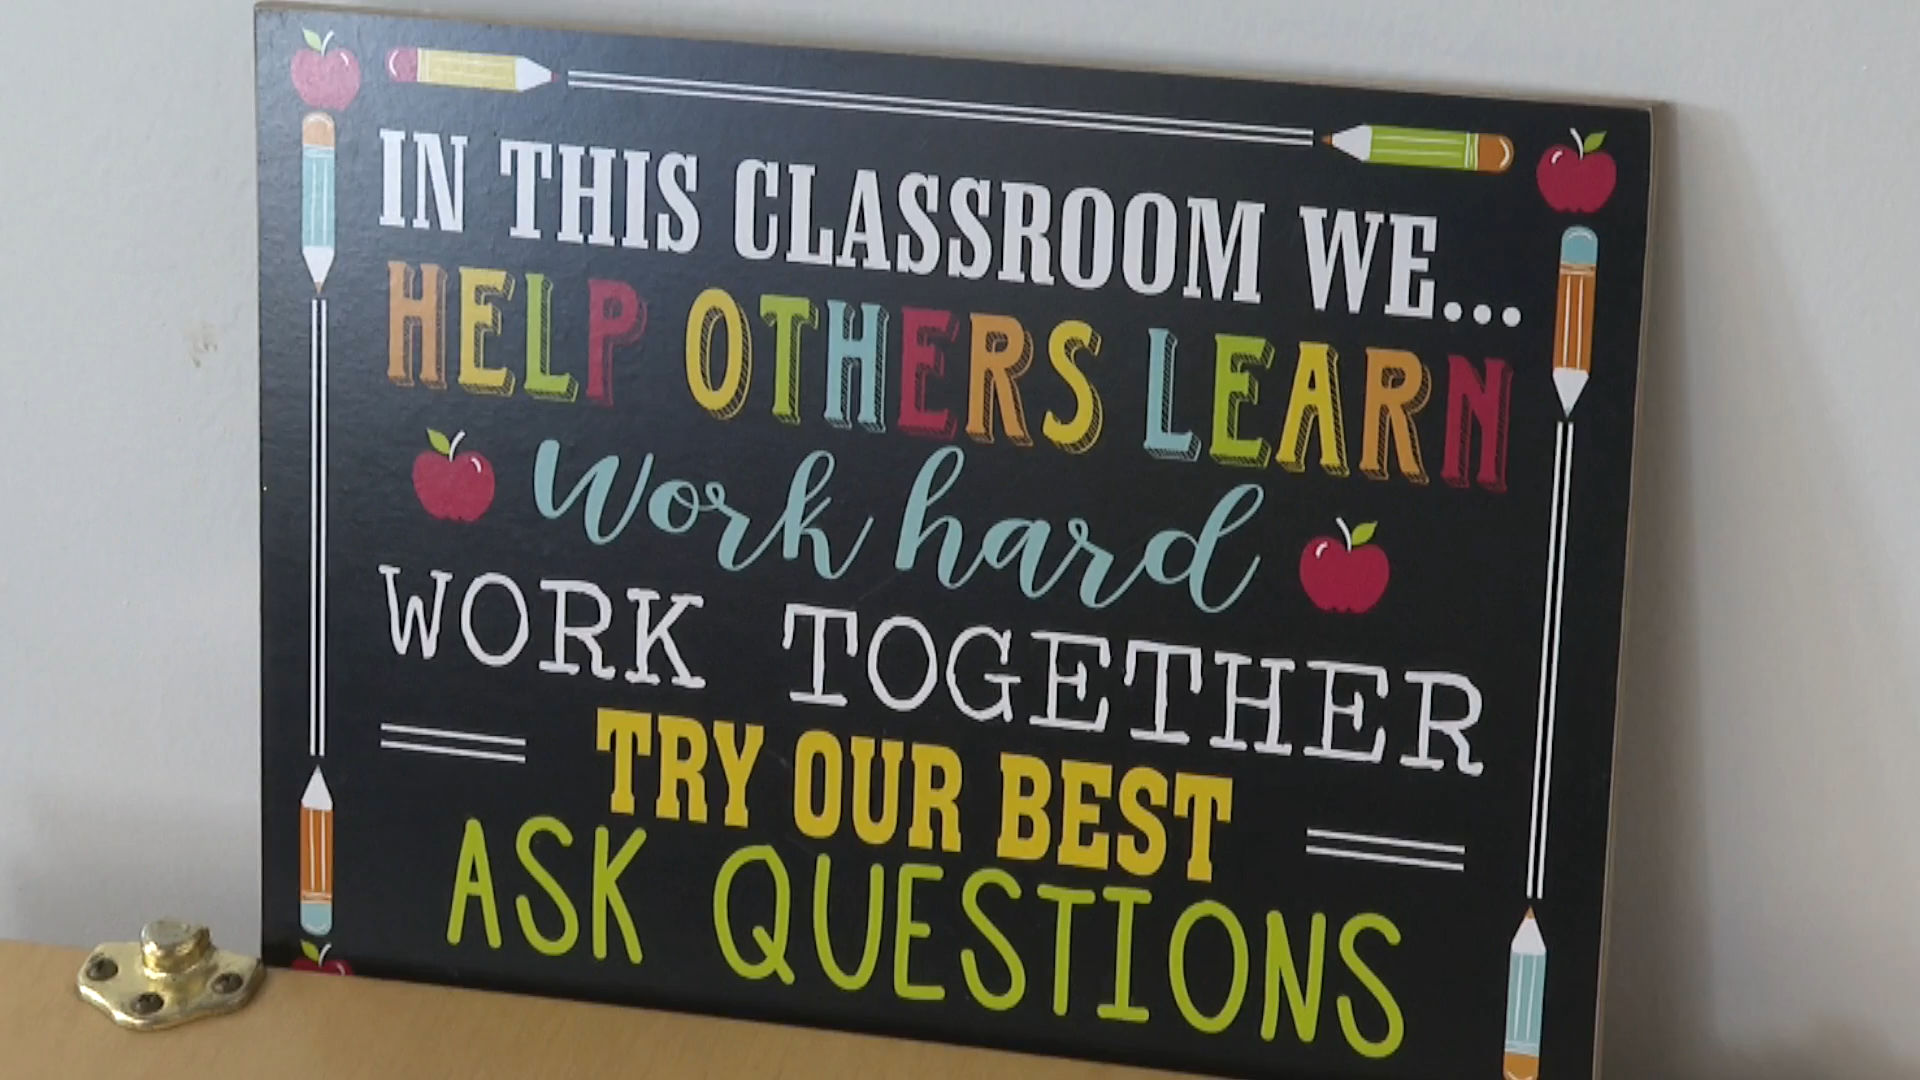 IN THIS CLASSROOM WE...
HELP OTHERS LEARN
Work hard
WORK TOGETHER
TRY OUR BEST
ASK QUESTIONS